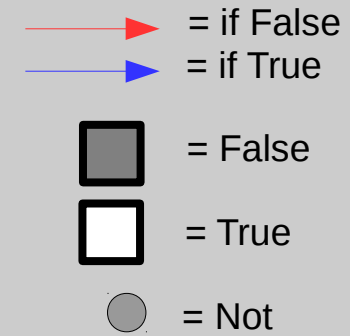 = if False
= if True
= False
= True
= Not